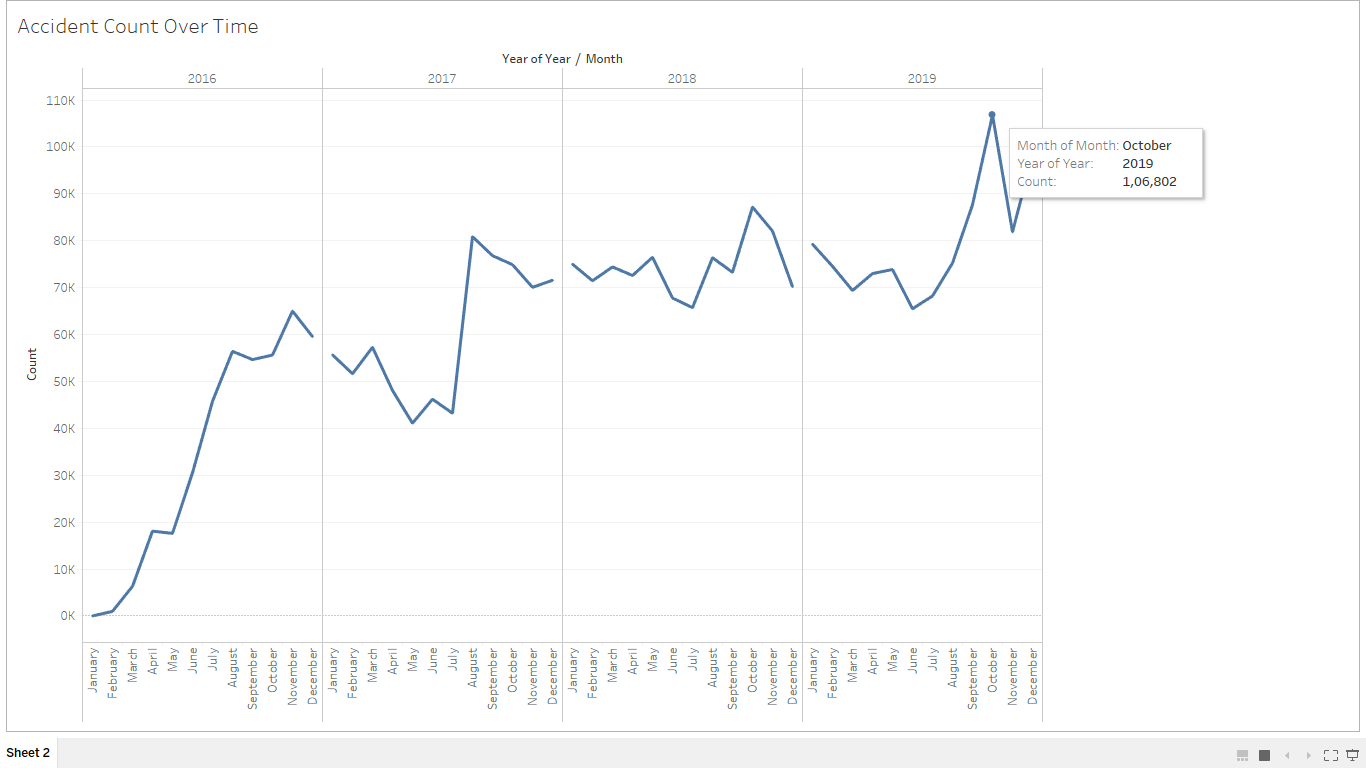 Accident Count Over Time
Year of Year / Month
2016 2017 2018 2019
110K
100K
90K
80K
70K
60K
50K
40K
30K
20K
10K
0K
Count
Month of Month: October
Year of Year: 2019
Count: 1,06,802
January February March April May June July August September October November December January February March April May June July August September October November December January February March April May June July August September October November December January February March April May June July August September October November December
Sheet 2